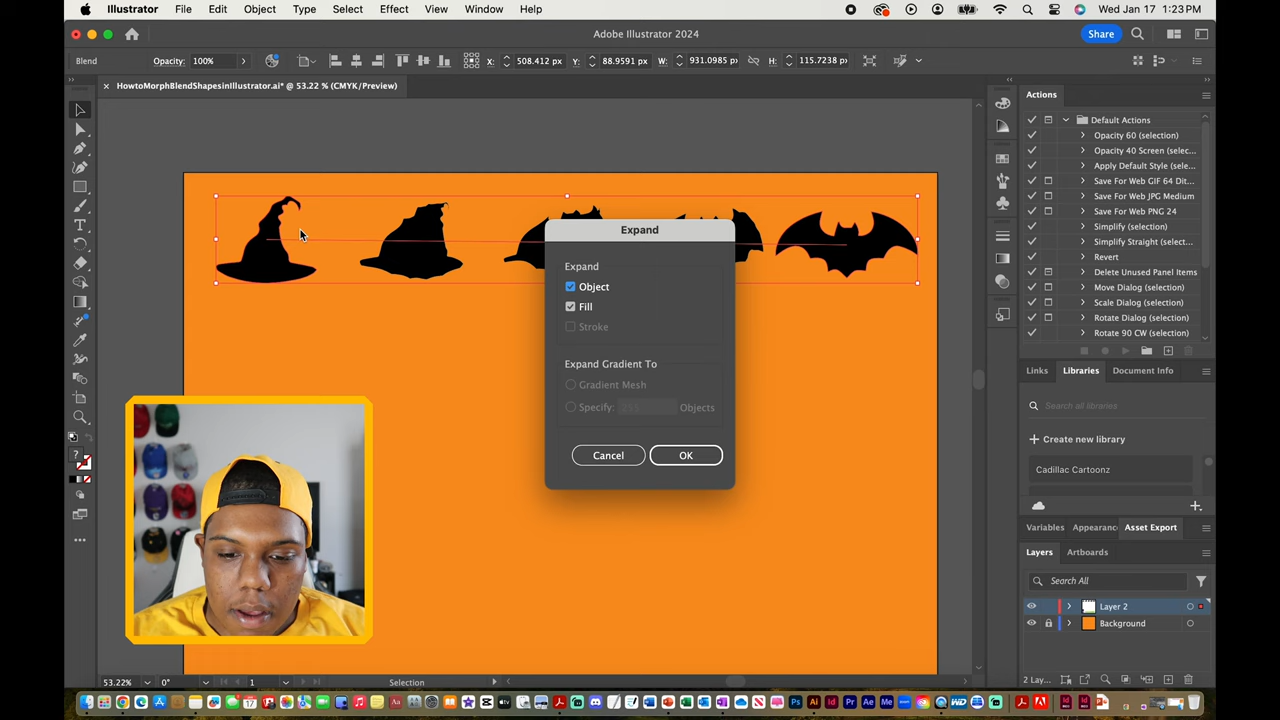 Illustrator File Edit Object Type Select Effect View Window Help Wed Jan 17 1:23 PM
Adobe Illustrator 2024
Share
Blend Opacity: 100% X: 508.412 px Y: 88.9591 px W: 931.0985 px H: 115.7238 px
× HowtoMorphBlendShapesinIllustrator.ai* @ 53.22 % (CMYK/Preview)
Actions
Default Actions
Opacity 60 (selection)
Opacity 40 Screen (selec...
Apply Default Style (sele...
Save For Web GIF 64 Dit...
Save For Web JPG Medium
Save For Web PNG 24
Simplify (selection)
Simplify Straight (selecti...
Revert
Delete Unused Panel Items
Move Dialog (selection)
Scale Dialog (selection)
Rotate Dialog (selection)
Rotate 90 CW (selection)
Expand
Expand
Object
Fill
Stroke
Expand Gradient To
Gradient Mesh
Specify: 255 Objects
Cancel OK
Links Libraries Document Info
Search all libraries
+ Create new library
Cadillac Cartoonz
Variables Appearanc Asset Export
Layers Artboards
Search All
Layer 2
Background
2 Lay...
53.22% 0° 1 Selection